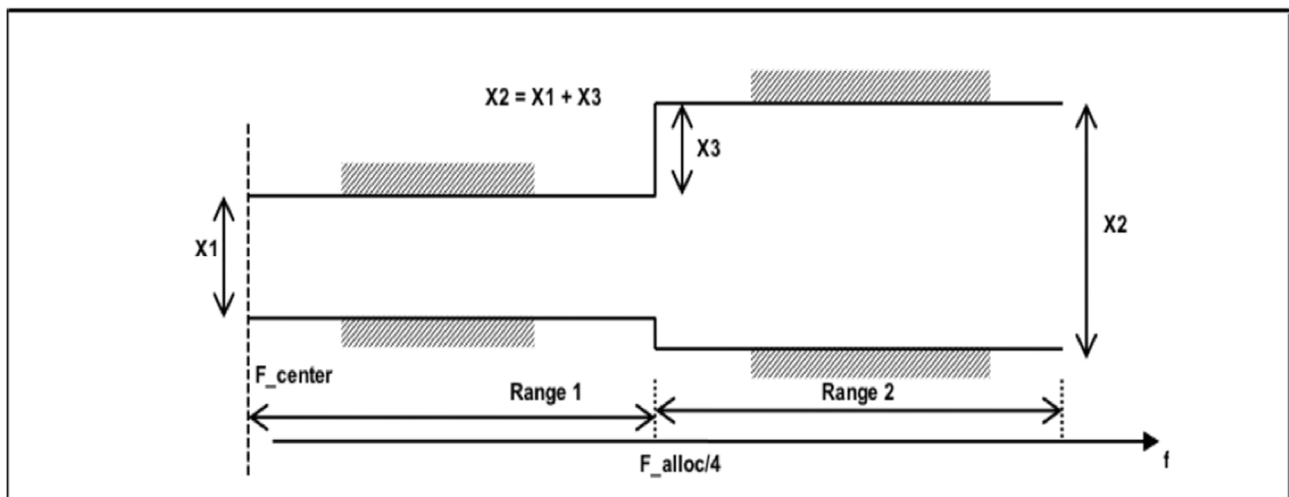 X2 = X1 + X3
X3
X1
X2
F_center
Range 1
Range 2
F_alloc/4
f